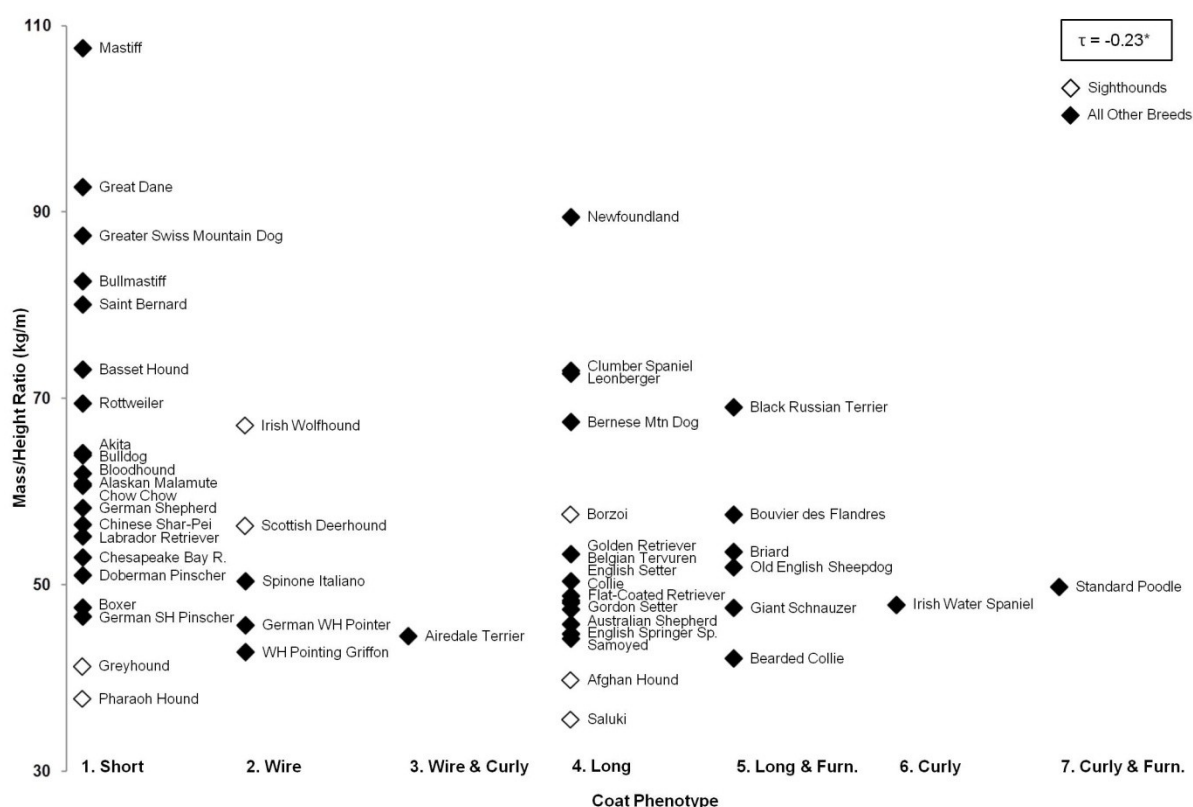 110
τ = -0.23*
Mastiff
Sighthounds
All Other Breeds
Great Dane
90
Newfoundland
Greater Swiss Mountain Dog
Bullmastiff
Saint Bernard
Mass/Height Ratio (kg/m)
Basset Hound
Clumber Spaniel
Leonberger
70
Rottweiler
Black Russian Terrier
Irish Wolfhound
Bernese Mtn Dog
Akita
Bulldog
Bloodhound
Alaskan Malamute
Chow Chow
German Shepherd
Borzoi
Bouvier des Flandres
Chinese Shar-Pei
Scottish Deerhound
Labrador Retriever
Golden Retriever
Belgian Tervuren
English Setter
Collie
Briard
Old English Sheepdog
Chesapeake Bay R.
Doberman Pinscher
Spinone Italiano
Standard Poodle
50
Flat-Coated Retriever
Gordon Setter
Giant Schnauzer
Irish Water Spaniel
Boxer
German SH Pinscher
German WH Pointer
Australian Shepherd
English Springer Sp.
Samoyed
Airedale Terrier
WH Pointing Griffon
Bearded Collie
Greyhound
Afghan Hound
Pharaoh Hound
Saluki
30
1. Short
2. Wire
3. Wire & Curly
4. Long
5. Long & Furn.
6. Curly
7. Curly & Furn.
Coat Phenotype